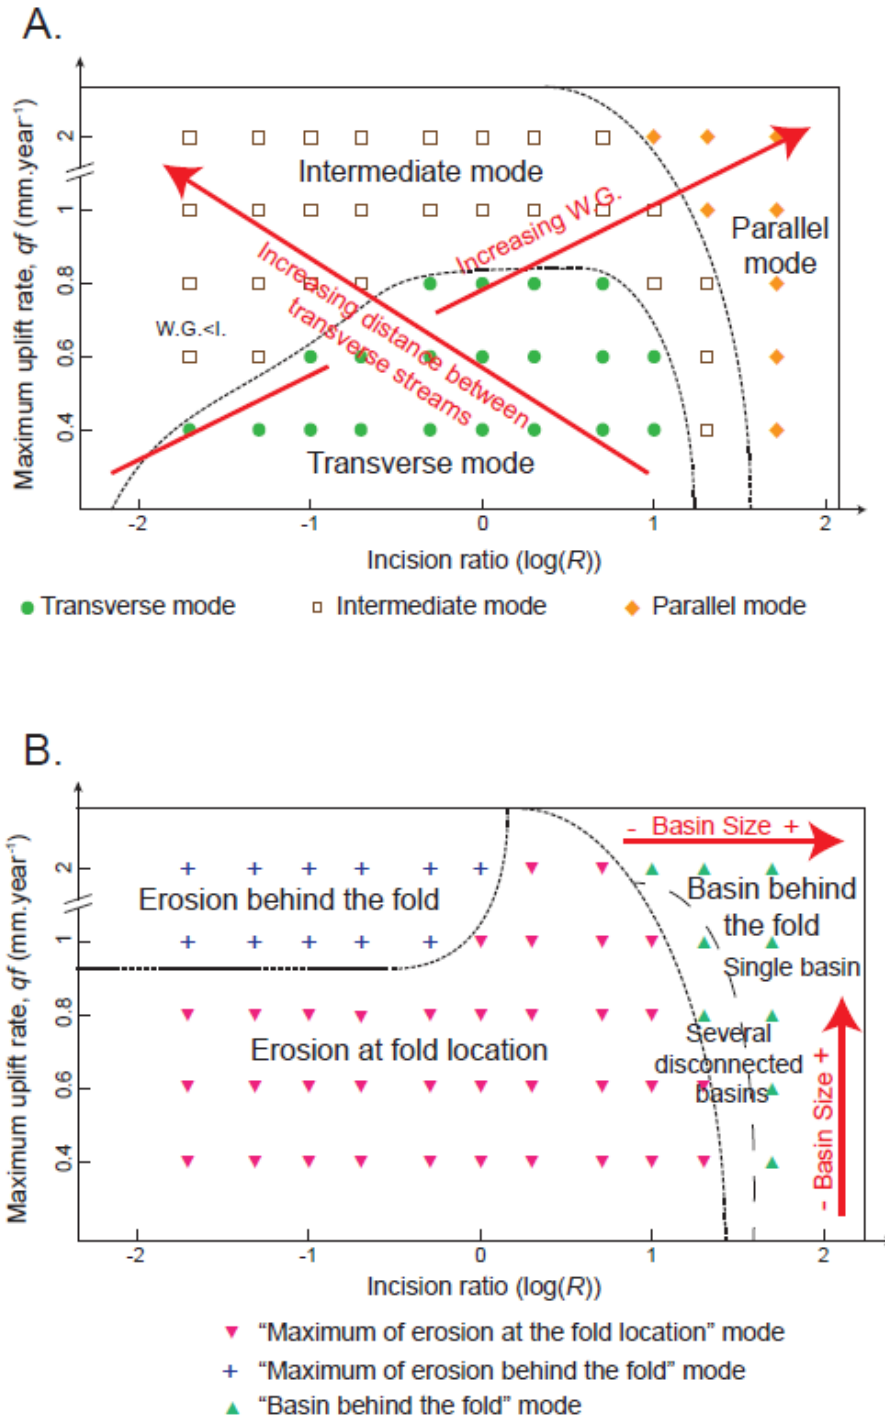 A.
Maximum uplift rate, qf (mm.year⁻¹)
2
1
0.8
0.6
0.4
Intermediate mode
Increasing W.G.
Parallel
mode
Increasing distance between
transverse streams
W.G.<I.
Transverse mode
-2 -1 0 1 2
Incision ratio (log(R))
Transverse mode Intermediate mode Parallel mode
B.
Maximum uplift rate, qf (mm.year⁻¹)
2
1
0.8
0.6
0.4
- Basin Size +
Erosion behind the fold
Basin behind
the fold
Single basin
Erosion at fold location
Several
disconnected
basins
- Basin Size +
-2 -1 0 1 2
Incision ratio (log(R))
“Maximum of erosion at the fold location” mode
“Maximum of erosion behind the fold” mode
“Basin behind the fold” mode